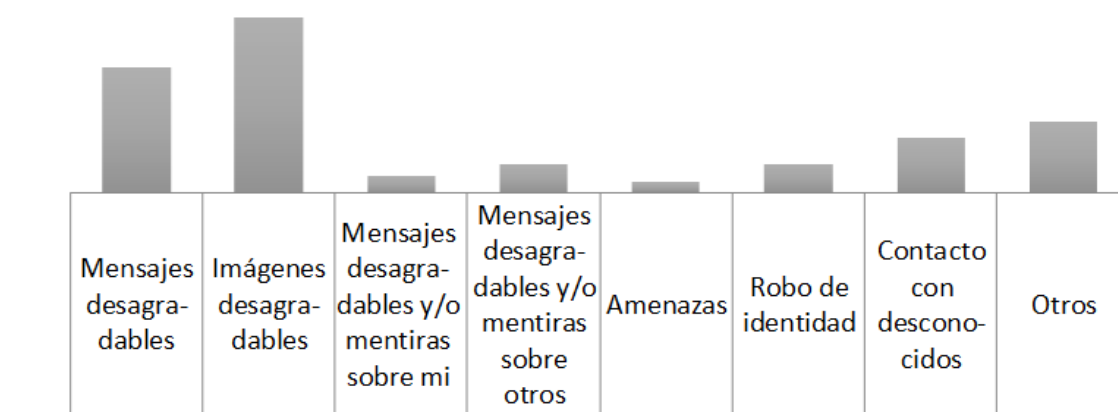 Mensajes
desagra-
dables
Imágenes
desagra-
dables
Mensajes
desagra-
dables y/o
mentiras
sobre mi
Mensajes
desagra-
dables y/o
mentiras
sobre
otros
Amenazas
Robo de
identidad
Contacto
con
descono-
cidos
Otros